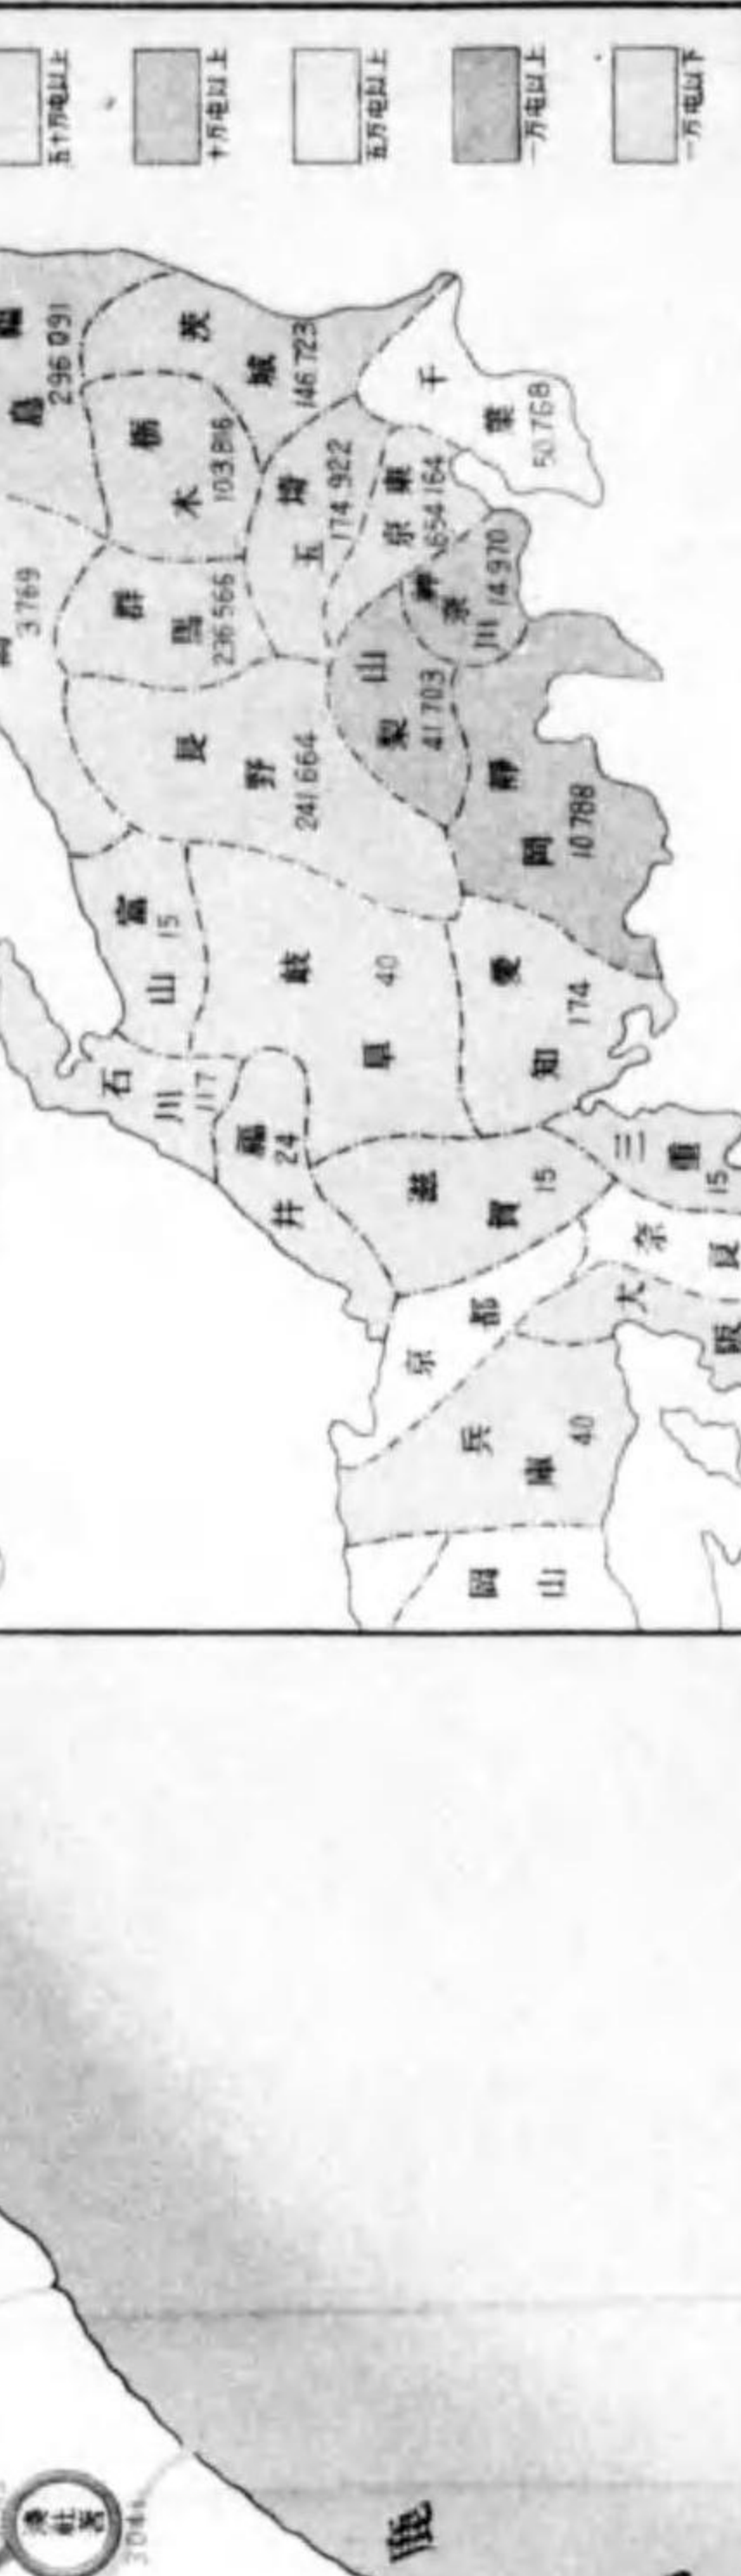 五十万屯以上
十万屯以上
五万屯以上
一万屯以上
一万屯以下
福島
296 091
茨城
146 723
栃木
103.816
千葉
50.768
埼玉
174 922
東京
654 164
群馬
236 566
神奈川
14 970
3 769
山梨
41 703
長野
241.664
静岡
10 788
富山
15
岐阜
40
愛知
174
石川
117
福井
24
滋賀
15
三重
15
奈良
京都
大阪
兵庫
40
岡山
304
鹿